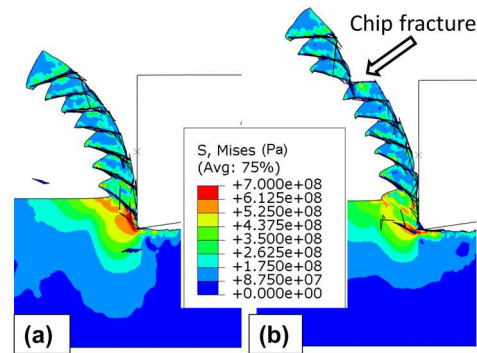 Chip fracture
S, Mises (Pa)
(Avg: 75%)
+7.000e+08
+6.125e+08
+5.250e+08
+4.375e+08
+3.500e+08
+2.625e+08
+1.750e+08
+8.750e+07
+0.000e+00
(a)
(b)